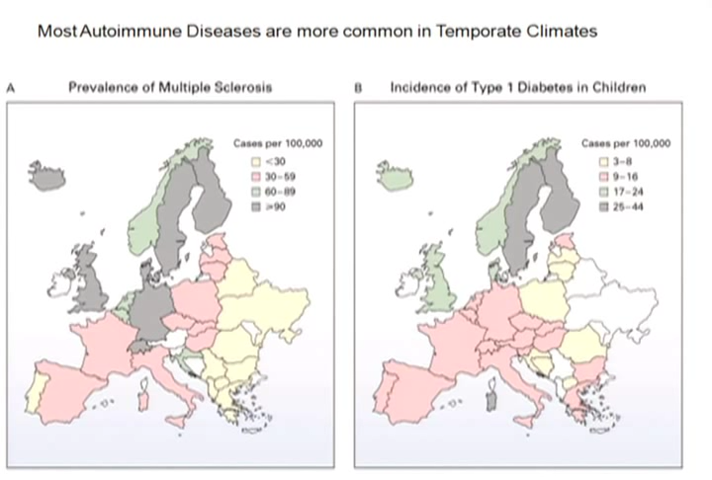 Most Autoimmune Diseases are more common in Temporate Climates
A Prevalence of Multiple Sclerosis
Cases per 100,000
<30
30–59
60–89
≥90
B Incidence of Type 1 Diabetes in Children
Cases per 100,000
3–8
9–16
17–24
25–44